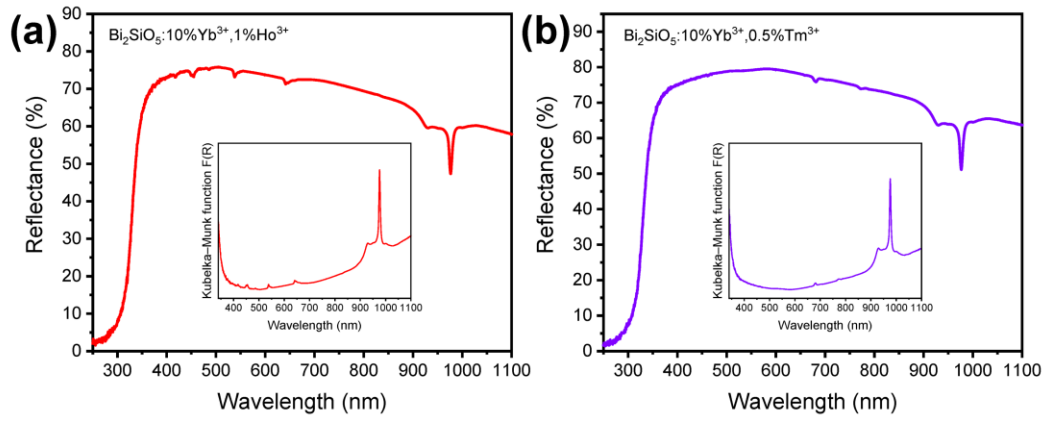 (a)
Bi₂SiO₅:10%Yb³⁺,1%Ho³⁺
Reflectance (%)
90
80
70
60
50
40
30
20
10
0
300 400 500 600 700 800 900 1000 1100
Wavelength (nm)
Kubelka–Munk function F(R)
400 500 600 700 800 900 1000 1100
Wavelength (nm)
(b)
Bi₂SiO₅:10%Yb³⁺,0.5%Tm³⁺
Reflectance (%)
90
80
70
60
50
40
30
20
10
0
300 400 500 600 700 800 900 1000 1100
Wavelength (nm)
Kubelka–Munk function F(R)
400 500 600 700 800 900 1000 1100
Wavelength (nm)